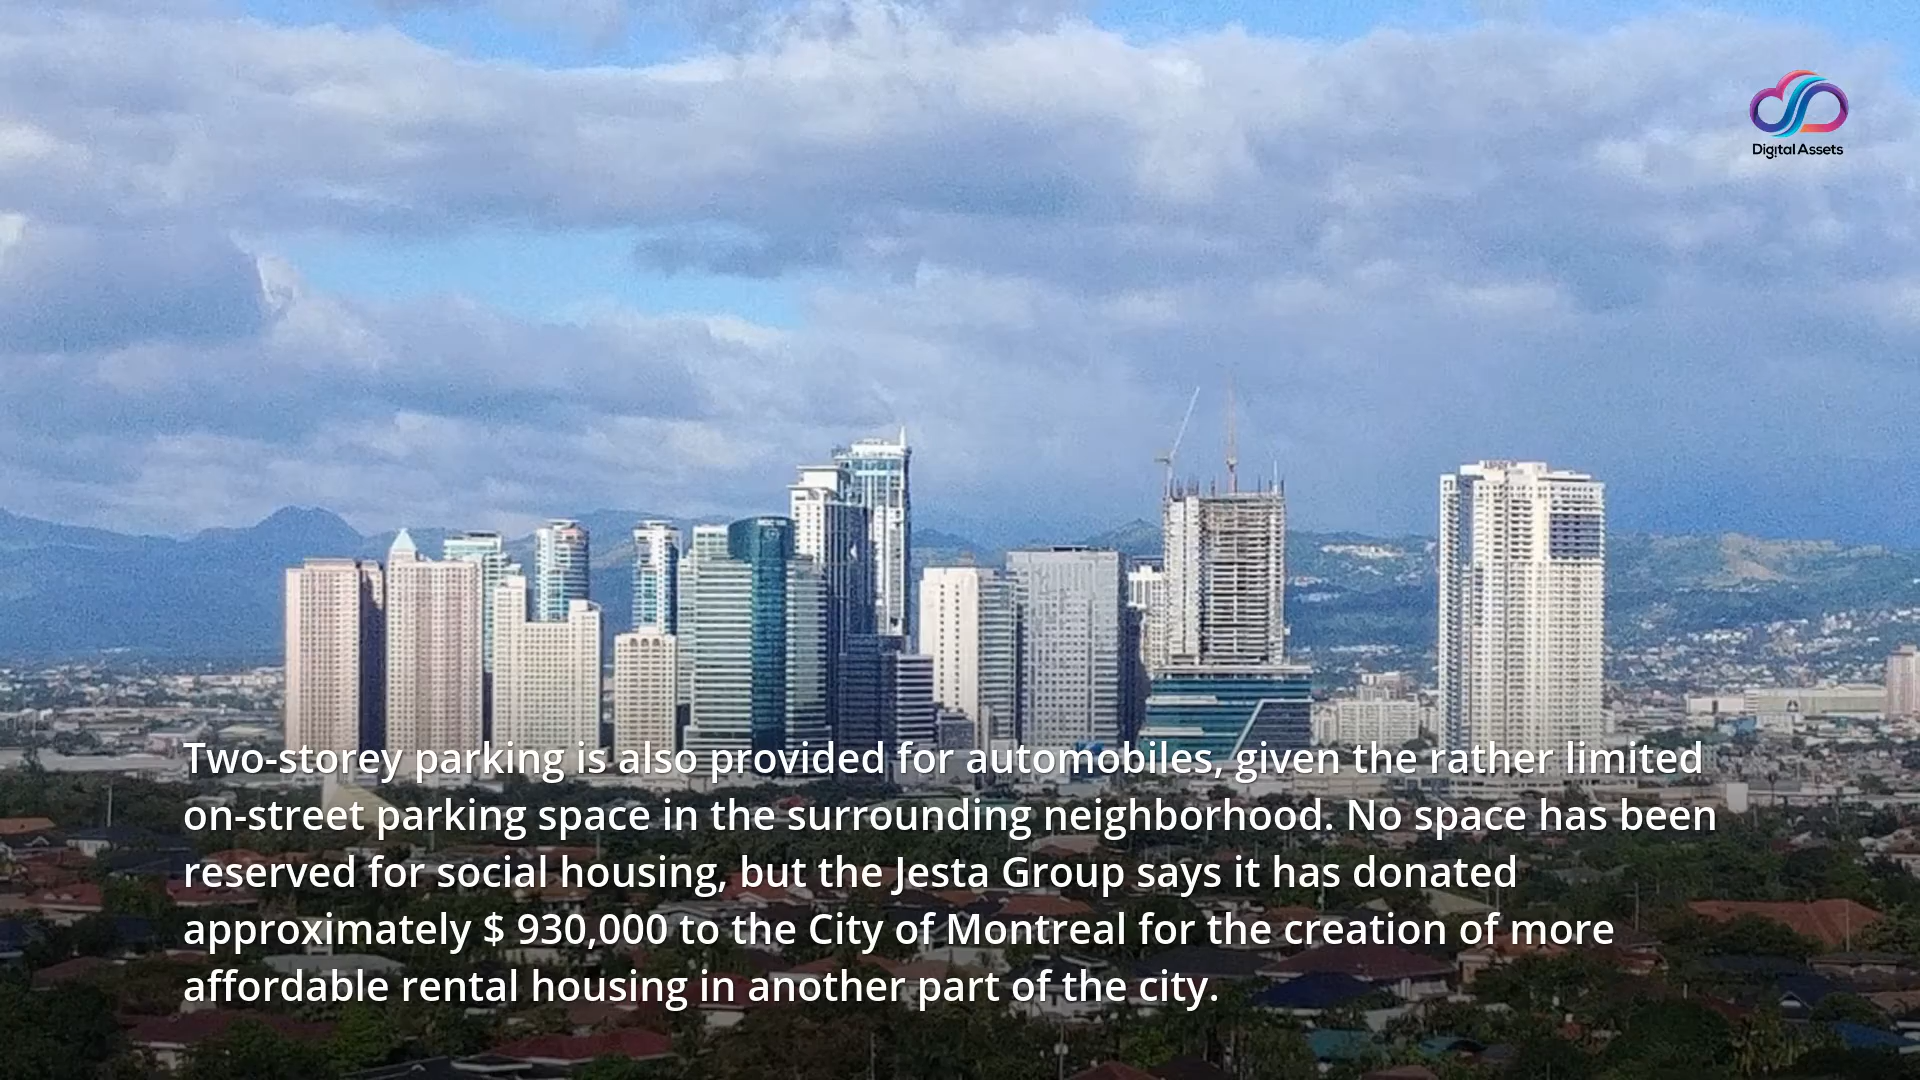 Digital Assets
Two-storey parking is also provided for automobiles, given the rather limited
on-street parking space in the surrounding neighborhood. No space has been
reserved for social housing, but the Jesta Group says it has donated
approximately $ 930,000 to the City of Montreal for the creation of more
affordable rental housing in another part of the city.